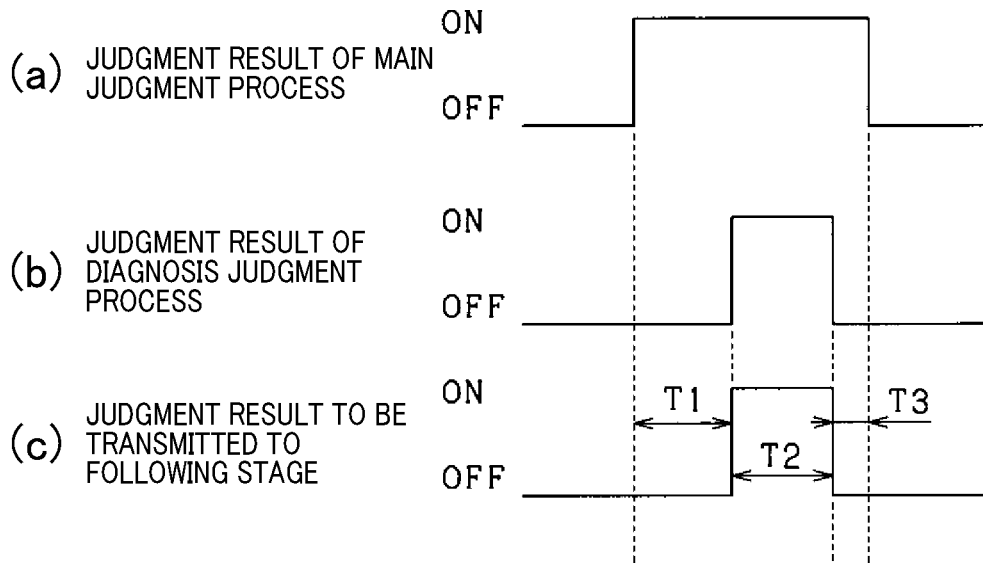 ON
(a) JUDGMENT RESULT OF MAIN
JUDGMENT PROCESS
OFF
ON
JUDGMENT RESULT OF
(b) DIAGNOSIS JUDGMENT
PROCESS
OFF
ON
T1
T3
JUDGMENT RESULT TO BE
(c) TRANSMITTED TO
FOLLOWING STAGE
T2
OFF